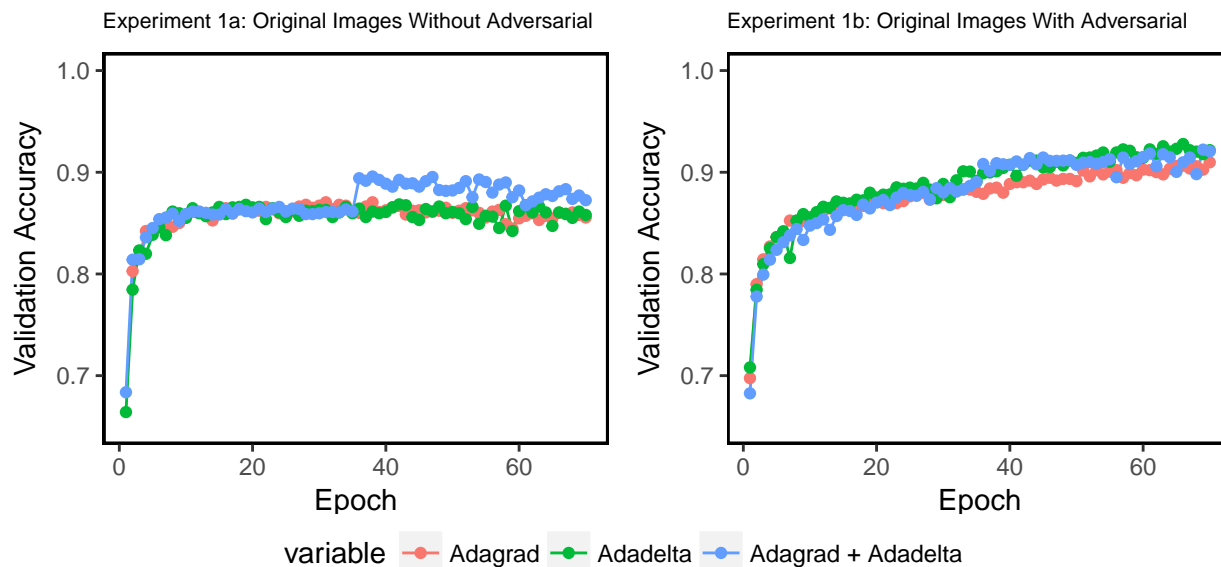 Experiment 1a: Original Images Without Adversarial
1.0
0.9
0.8
0.7
Validation Accuracy
0
20
40
60
Epoch
Experiment 1b: Original Images With Adversarial
1.0
0.9
0.8
0.7
Validation Accuracy
0
20
40
60
Epoch
variable Adagrad Adadelta Adagrad + Adadelta